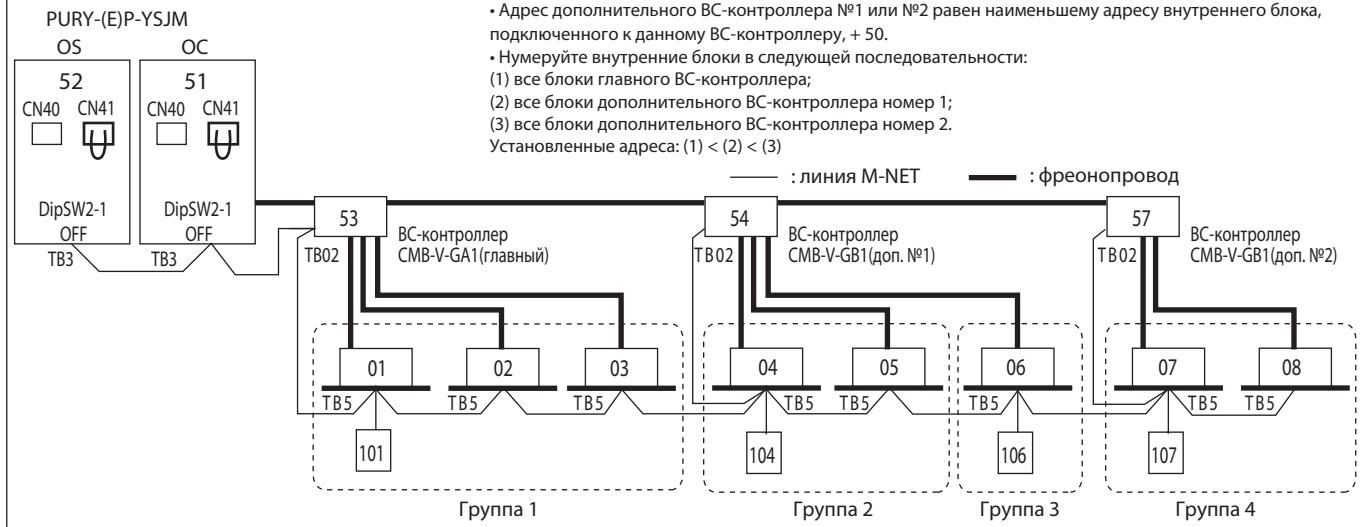 PURY-(E)P-YSJM
• Адрес дополнительного BC-контроллера №1 или №2 равен наименьшему адресу внутреннего блока,
подключенного к данному BC-контроллеру, + 50.
• Нумеруйте внутренние блоки в следующей последовательности:
(1) все блоки главного BC-контроллера;
(2) все блоки дополнительного BC-контроллера номер 1;
(3) все блоки дополнительного BC-контроллера номер 2.
Установленные адреса: (1) < (2) < (3)
: линия M-NET : фреонопровод
OS OC
52 51
CN40 CN41 CN40 CN41
DipSW2-1 DipSW2-1
OFF OFF
TB3 TB3
53 54 57
TB02 BC-контроллер
CMB-V-GA1(главный)
TB02 BC-контроллер
CMB-V-GB1(доп. №1)
TB02 BC-контроллер
CMB-V-GB1(доп. №2)
01 02 03 04 05 06 07 08
TB5 TB5 TB5 TB5 TB5 TB5 TB5 TB5
101 104 106 107
Группа 1 Группа 2 Группа 3 Группа 4